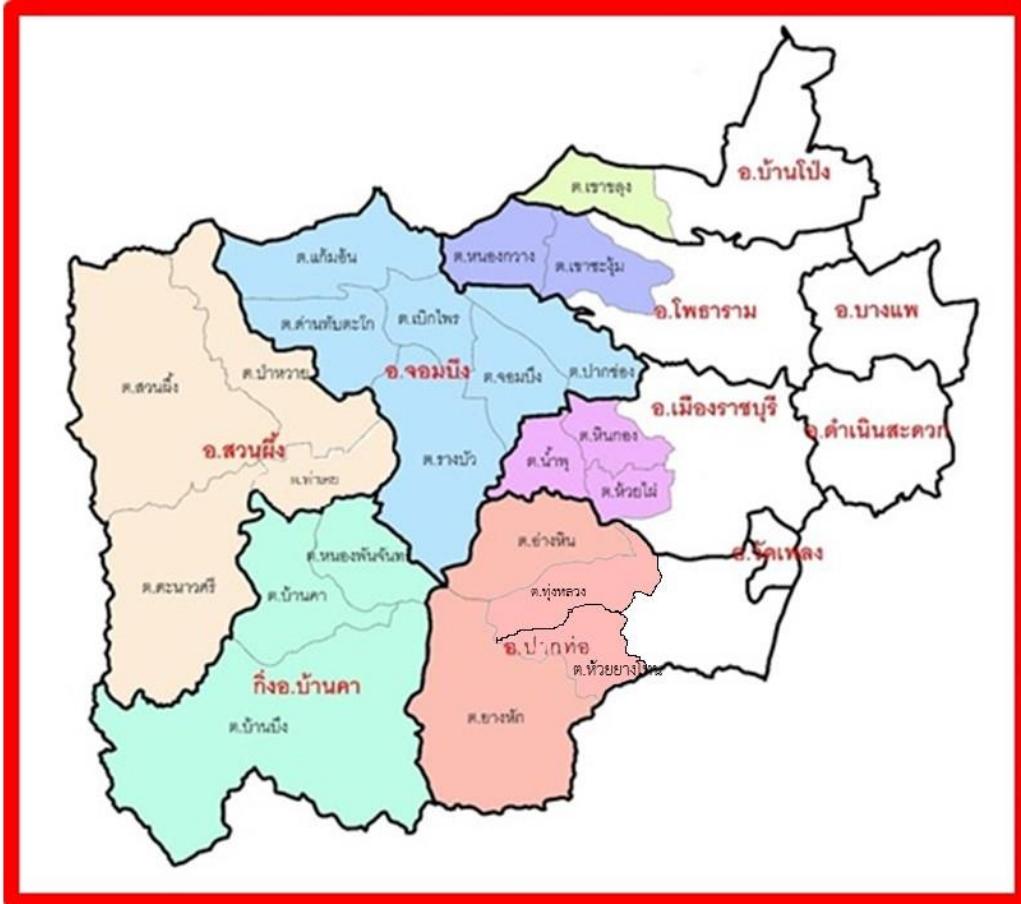 อ.บ้านโป่ง
ต.เขาขลุง
ต.แก้มอ้น
ต.หนองกวาง
ต.เขาชะงุ้ม
อ.โพธาราม
อ.บางแพ
ต.ด่านทับตะโก
ต.เบิกไพร
ต.สวนผึ้ง
ต.ป่าหวาย
อ.จอมบึง
ต.จอมบึง
ต.ปากช่อง
อ.เมืองราชบุรี
อ.ดำเนินสะดวก
อ.สวนผึ้ง
ต.รางบัว
ต.น้ำพุ
ต.หินกอง
ต.ท่าเคย
ต.ห้วยไผ่
ต.อ่างหิน
ต.หนองพันจันทร
อ.วัดเพลง
ต.ตะนาวศรี
ต.บ้านคา
ต.ทุ่งหลวง
อ.ปากท่อ
ต.ห้วยยางโทน
กิ่งอ.บ้านคา
ต.บ้านบึง
ต.ยางหัก